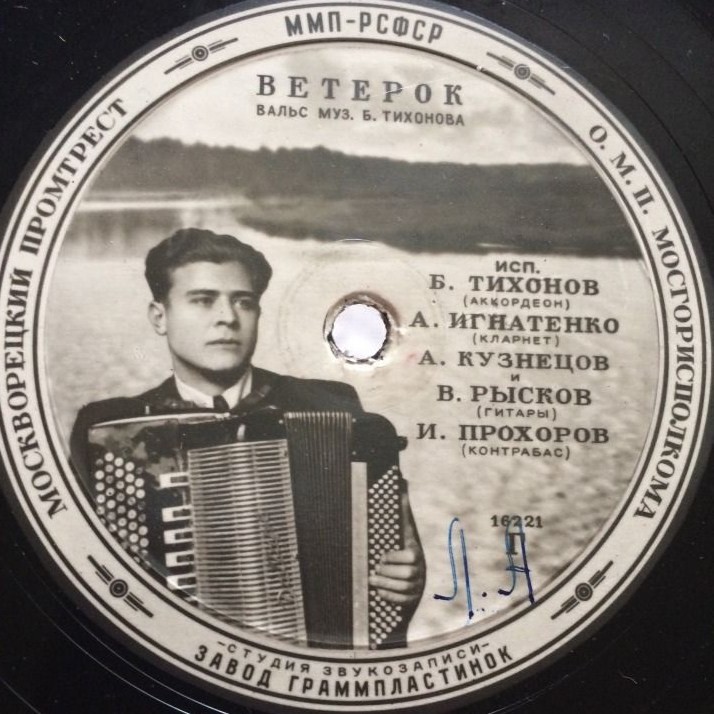 ММП-РСФСР
МОСКВОРЕЦКИЙ ПРОМТРЕСТ
О. М. П. МОСГОРИСПОЛКОМА
ВЕТЕРОК
ВАЛЬС МУЗ. Б. ТИХОНОВА
ИСП.
Б. ТИХОНОВ
(АККОРДЕОН)
А. ИГНАТЕНКО
(КЛАРНЕТ)
А. КУЗНЕЦОВ
И
В. РЫСКОВ
(ГИТАРЫ)
И. ПРОХОРОВ
(КОНТРАБАС)
16221
-СТУДИЯ ЗВУКОЗАПИСИ-
ЗАВОД ГРАММПЛАСТИНОК